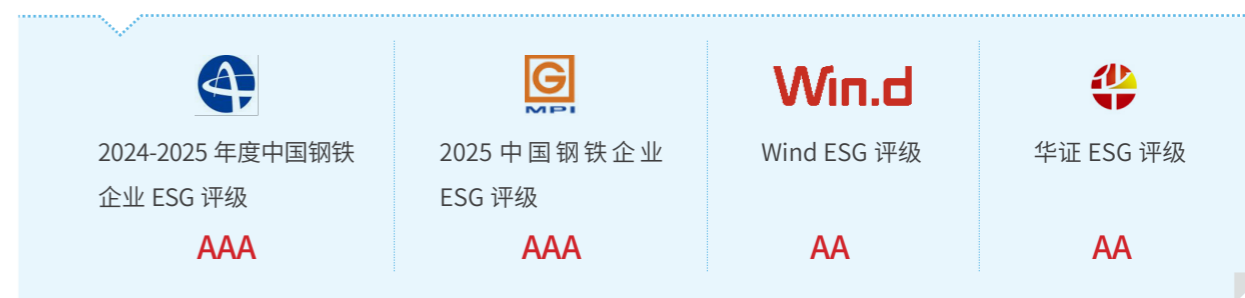 G
MPI
Win.d
华
2024-2025 年度中国钢铁
企业 ESG 评级
AAA
2025 中国钢铁企业
ESG 评级
AAA
Wind ESG 评级
AA
华证 ESG 评级
AA